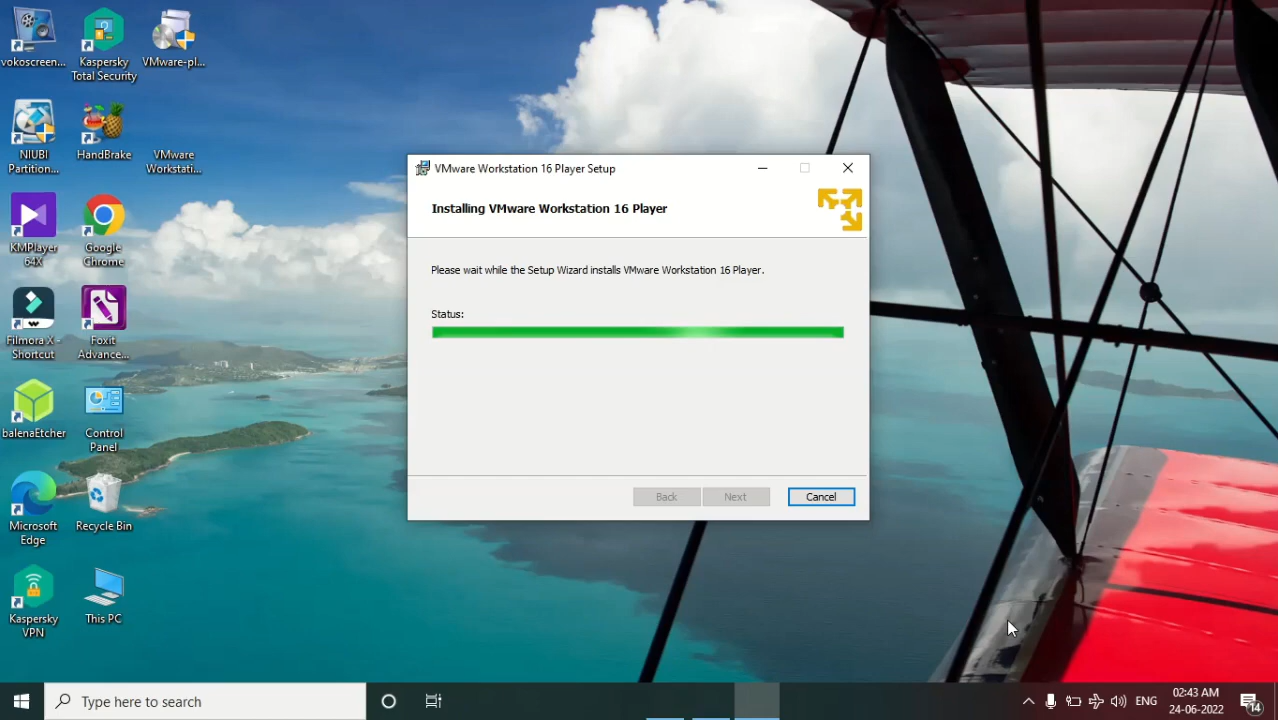 vokoscreen...
Kaspersky
Total Security
VMware-pl...
NIUBI
Partition...
HandBrake
VMware
Workstati...
KMPlayer
64X
Google
Chrome
Filmora X -
Shortcut
Foxit
Advance...
balenaEtcher
Control
Panel
Microsoft
Edge
Recycle Bin
Kaspersky
VPN
This PC
VMware Workstation 16 Player Setup
Installing VMware Workstation 16 Player
Please wait while the Setup Wizard installs VMware Workstation 16 Player.
Status:
Back
Next
Cancel
Type here to search
ENG
02:43 AM
24-06-2022
14